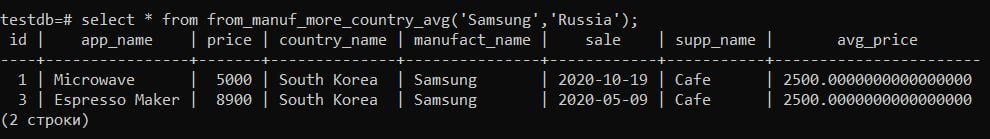 testdb=# select * from from_manuf_more_country_avg('Samsung','Russia');
 id |    app_name    | price | country_name | manufact_name |    sale    | supp_name |       avg_price
----+----------------+-------+--------------+---------------+------------+-----------+-----------------------
  1 | Microwave      |  5000 | South Korea  | Samsung       | 2020-10-19 | Cafe      | 2500.0000000000000000
  3 | Espresso Maker |  8900 | South Korea  | Samsung       | 2020-05-09 | Cafe      | 2500.0000000000000000
(2 строки)